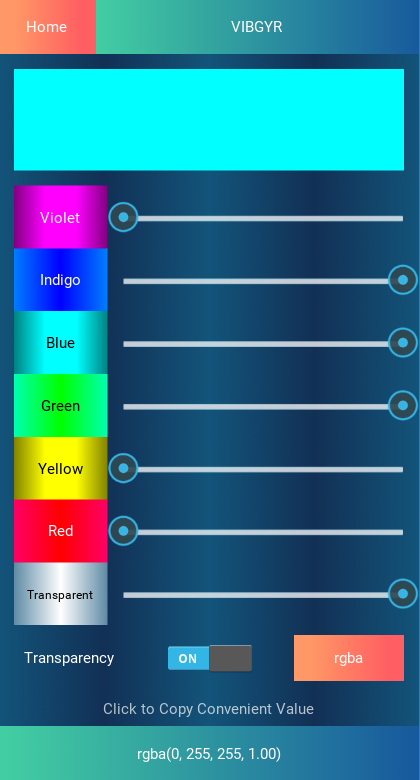 Home
VIBGYR
Violet
Indigo
Blue
Green
Yellow
Red
Transparent
Transparency
ON
rgba
Click to Copy Convenient Value
rgba(0, 255, 255, 1.00)